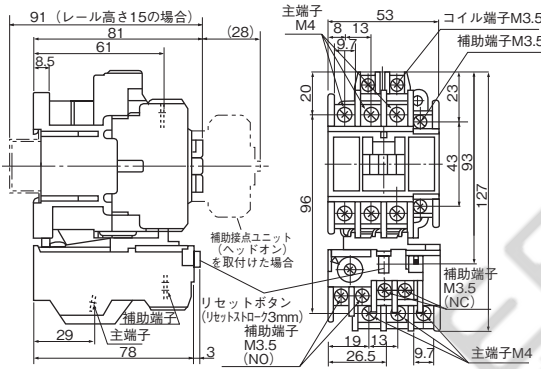 91（レール高さ15の場合）
81
(28)
61
8.5
主端子
M4
8
13
9.7
53
コイル端子M3.5
補助端子M3.5
20
23
96
43
93
127
補助接点ユニット
（ヘッドオン）
を取付けた場合
リセットボタン
(リセットストローク3mm)
補助端子
M3.5
(NO)
補助端子
M3.5
(NC)
補助端子
主端子
29
78
3
19
13
26.5
9.7
主端子M4